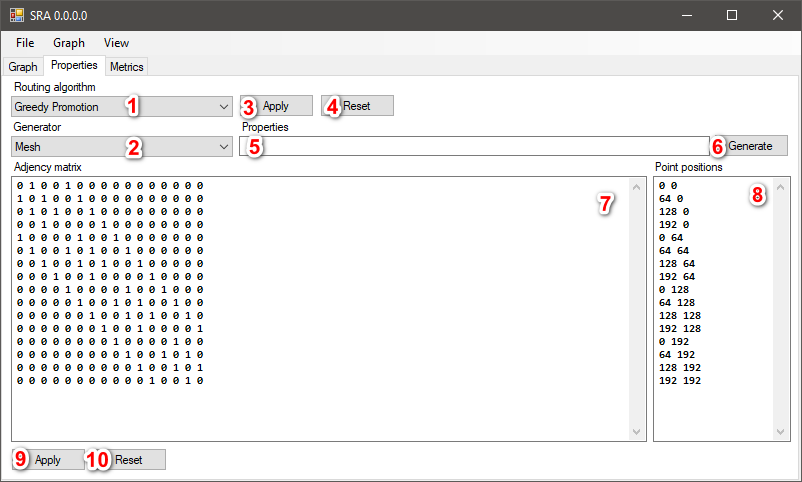 SRA 0.0.0.0
File Graph View
Graph Properties Metrics
Routing algorithm
Greedy Promotion 1 3 Apply 4 Reset
Generator Properties
Mesh 2 5 6 Generate
Adjency matrix
7
0 1 0 0 1 0 0 0 0 0 0 0 0 0 0 0
1 0 1 0 0 1 0 0 0 0 0 0 0 0 0 0
0 1 0 1 0 0 1 0 0 0 0 0 0 0 0 0
0 0 1 0 0 0 0 1 0 0 0 0 0 0 0 0
1 0 0 0 0 1 0 0 1 0 0 0 0 0 0 0
0 1 0 0 1 0 1 0 0 1 0 0 0 0 0 0
0 0 1 0 0 1 0 1 0 0 1 0 0 0 0 0
0 0 0 1 0 0 1 0 0 0 0 1 0 0 0 0
0 0 0 0 1 0 0 0 0 1 0 0 1 0 0 0
0 0 0 0 0 1 0 0 1 0 1 0 0 1 0 0
0 0 0 0 0 0 1 0 0 1 0 1 0 0 1 0
0 0 0 0 0 0 0 1 0 0 1 0 0 0 0 1
0 0 0 0 0 0 0 0 1 0 0 0 0 1 0 0
0 0 0 0 0 0 0 0 0 1 0 0 1 0 1 0
0 0 0 0 0 0 0 0 0 0 1 0 0 1 0 1
0 0 0 0 0 0 0 0 0 0 0 1 0 0 1 0
Point positions
8
0 0
64 0
128 0
192 0
0 64
64 64
128 64
192 64
0 128
64 128
128 128
192 128
0 192
64 192
128 192
192 192
9 Apply 10 Reset